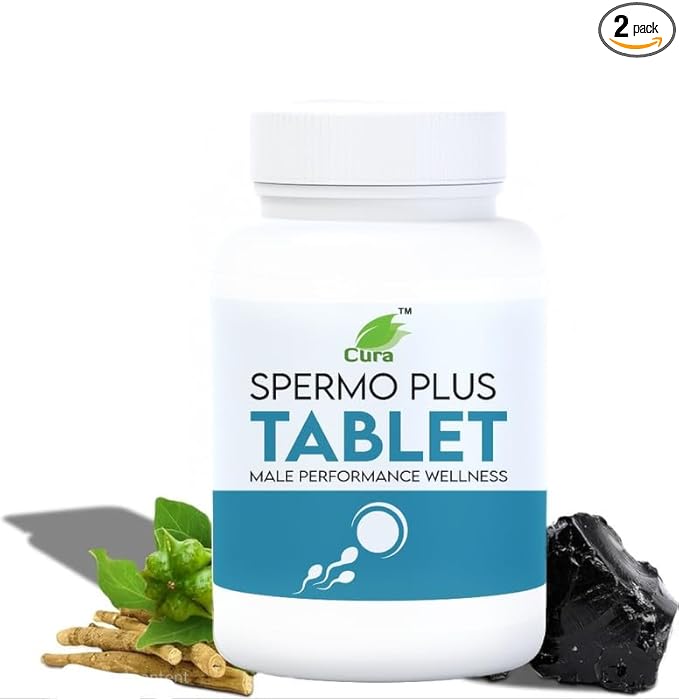 2 pack
TM
Cura
SPERMO PLUS
TABLET
MALE PERFORMANCE WELLNESS